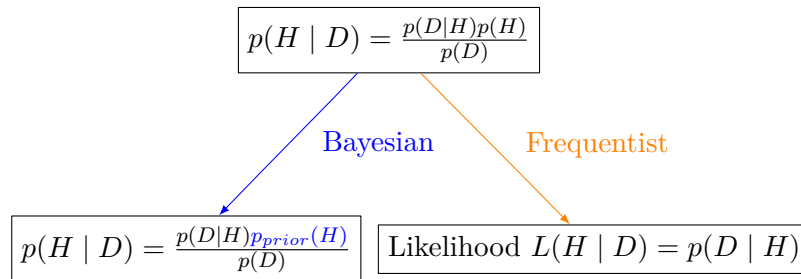 p(H | D) = p(D|H)p(H) / p(D)
Bayesian
Frequentist
p(H | D) = p(D|H)p_prior(H) / p(D)
Likelihood L(H | D) = p(D | H)